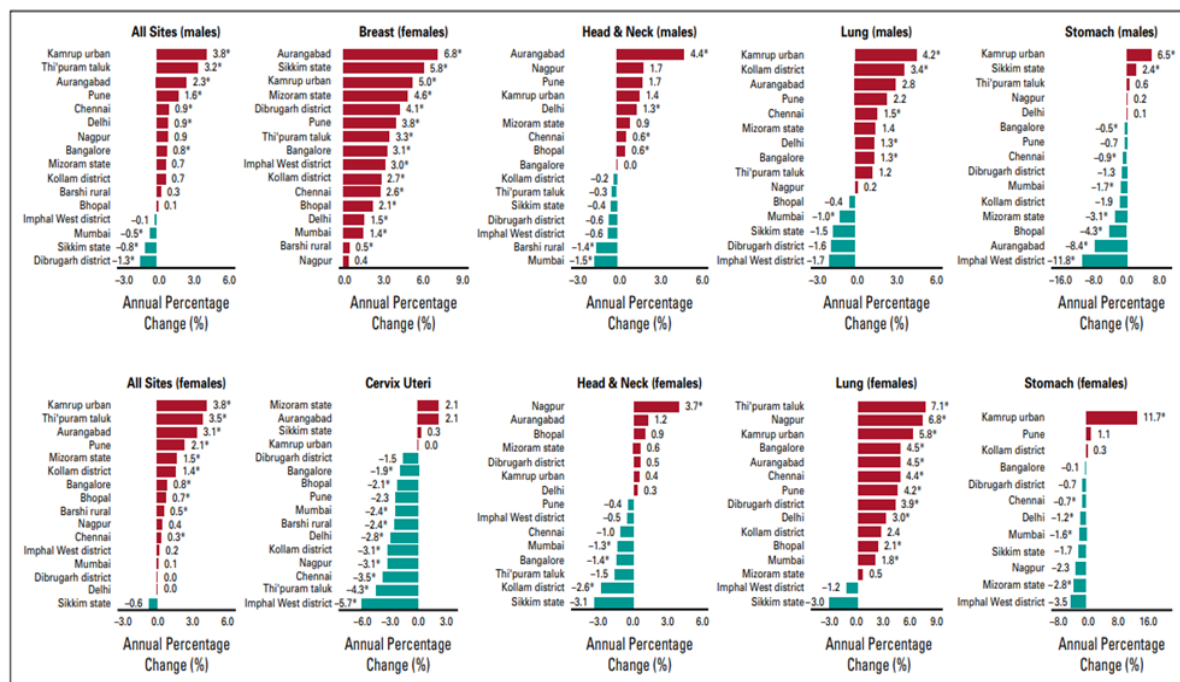 All Sites (males)
Kamrup urban 3.8*
Thi'puram taluk 3.2*
Aurangabad 2.3*
Pune 1.6*
Chennai 0.9*
Delhi 0.9*
Nagpur 0.9
Bangalore 0.8*
Mizoram state 0.7
Kollam district 0.7
Barshi rural 0.3
Bhopal 0.1
Imphal West district –0.1
Mumbai –0.5*
Sikkim state –0.8*
Dibrugarh district –1.3*
–3.0 0.0 3.0 6.0
Annual Percentage
Change (%)
Breast (females)
Aurangabad 6.8*
Sikkim state 5.8*
Kamrup urban 5.0*
Mizoram state 4.6*
Dibrugarh district 4.1*
Pune 3.8*
Thi'puram taluk 3.3*
Bangalore 3.1*
Imphal West district 3.0*
Kollam district 2.7*
Chennai 2.6*
Bhopal 2.1*
Delhi 1.5*
Mumbai 1.4*
Barshi rural 0.5*
Nagpur 0.4
0.0 3.0 6.0 9.0
Annual Percentage
Change (%)
Head & Neck (males)
Aurangabad 4.4*
Nagpur 1.7
Pune 1.7
Kamrup urban 1.4
Delhi 1.3*
Mizoram state 0.9
Chennai 0.6*
Bhopal 0.6*
Bangalore 0.0
Kollam district –0.2
Thi'puram taluk –0.3
Sikkim state –0.4
Dibrugarh district –0.6
Imphal West district –0.6
Barshi rural –1.4*
Mumbai –1.5*
–3.0 0.0 3.0 6.0
Annual Percentage
Change (%)
Lung (males)
Kamrup urban 4.2*
Kollam district 3.4*
Aurangabad 2.8
Pune 2.2
Chennai 1.5*
Mizoram state 1.4
Delhi 1.3*
Bangalore 1.3*
Thi'puram taluk 1.2
Nagpur 0.2
Bhopal –0.4
Mumbai –1.0*
Sikkim state –1.5
Dibrugarh district –1.6
Imphal West district –1.7
–3.0 0.0 3.0 6.0
Annual Percentage
Change (%)
Stomach (males)
Kamrup urban 6.5*
Sikkim state 2.4*
Thi'puram taluk 0.6
Nagpur 0.2
Delhi 0.1
Bangalore –0.5*
Pune –0.7
Chennai –0.9*
Dibrugarh district –1.3
Mumbai –1.7*
Kollam district –1.9
Mizoram state –3.1*
Bhopal –4.3*
Aurangabad –8.4*
Imphal West district –11.8*
–16.0 –8.0 0.0 8.0
Annual Percentage
Change (%)
All Sites (females)
Kamrup urban 3.8*
Thi'puram taluk 3.5*
Aurangabad 3.1*
Pune 2.1*
Mizoram state 1.5*
Kollam district 1.4*
Bangalore 0.8*
Bhopal 0.7*
Barshi rural 0.5*
Nagpur 0.4
Chennai 0.3*
Imphal West district 0.2
Mumbai 0.1
Dibrugarh district 0.0
Delhi 0.0
Sikkim state –0.6
–3.0 0.0 3.0 6.0
Annual Percentage
Change (%)
Cervix Uteri
Mizoram state 2.1
Aurangabad 2.1
Sikkim state 0.3
Kamrup urban 0.0
Dibrugarh district –1.5
Bangalore –1.9*
Bhopal –2.1*
Pune –2.3
Mumbai –2.4*
Barshi rural –2.4*
Delhi –2.8*
Kollam district –3.1*
Nagpur –3.1*
Chennai –3.5*
Thi'puram taluk –4.3*
Imphal West district –5.7*
–6.0 –3.0 0.0 3.0
Annual Percentage
Change (%)
Head & Neck (females)
Nagpur 3.7*
Aurangabad 1.2
Bhopal 0.9
Mizoram state 0.6
Dibrugarh district 0.5
Kamrup urban 0.4
Delhi 0.3
Pune –0.4
Imphal West district –0.5
Chennai –1.0
Mumbai –1.3*
Bangalore –1.4*
Thi'puram taluk –1.5
Kollam district –2.6*
Sikkim state –3.1
–3.0 0.0 3.0 6.0
Annual Percentage
Change (%)
Lung (females)
Thi'puram taluk 7.1*
Nagpur 6.8*
Kamrup urban 5.8*
Bangalore 4.5*
Aurangabad 4.5*
Chennai 4.4*
Pune 4.2*
Dibrugarh district 3.9*
Delhi 3.0*
Kollam district 2.4
Bhopal 2.1*
Mumbai 1.8*
Mizoram state 0.5
Imphal West district –1.2
Sikkim state –3.0
–3.0 0.0 3.0 6.0 9.0
Annual Percentage
Change (%)
Stomach (females)
Kamrup urban 11.7*
Pune 1.1
Kollam district 0.3
Bangalore –0.1
Dibrugarh district –0.7
Chennai –0.7*
Delhi –1.2*
Mumbai –1.6*
Sikkim state –1.7
Nagpur –2.3
Mizoram state –2.8*
Imphal West district –3.5
–8.0 0.0 8.0 16.0
Annual Percentage
Change (%)